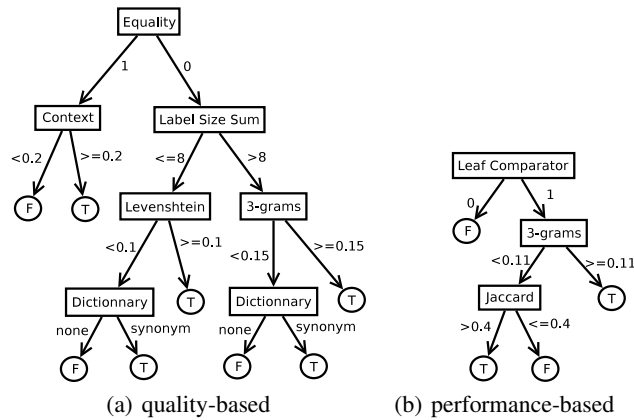 Equality
1
0
Context
Label Size Sum
<0.2
>=0.2
<=8
>8
F
T
Levenshtein
3-grams
<0.1
>=0.1
<0.15
>=0.15
Dictionnary
T
Dictionnary
T
none
synonym
none
synonym
F
T
F
T
(a) quality-based
Leaf Comparator
0
1
F
3-grams
<0.11
>=0.11
Jaccard
T
>0.4
<=0.4
T
F
(b) performance-based